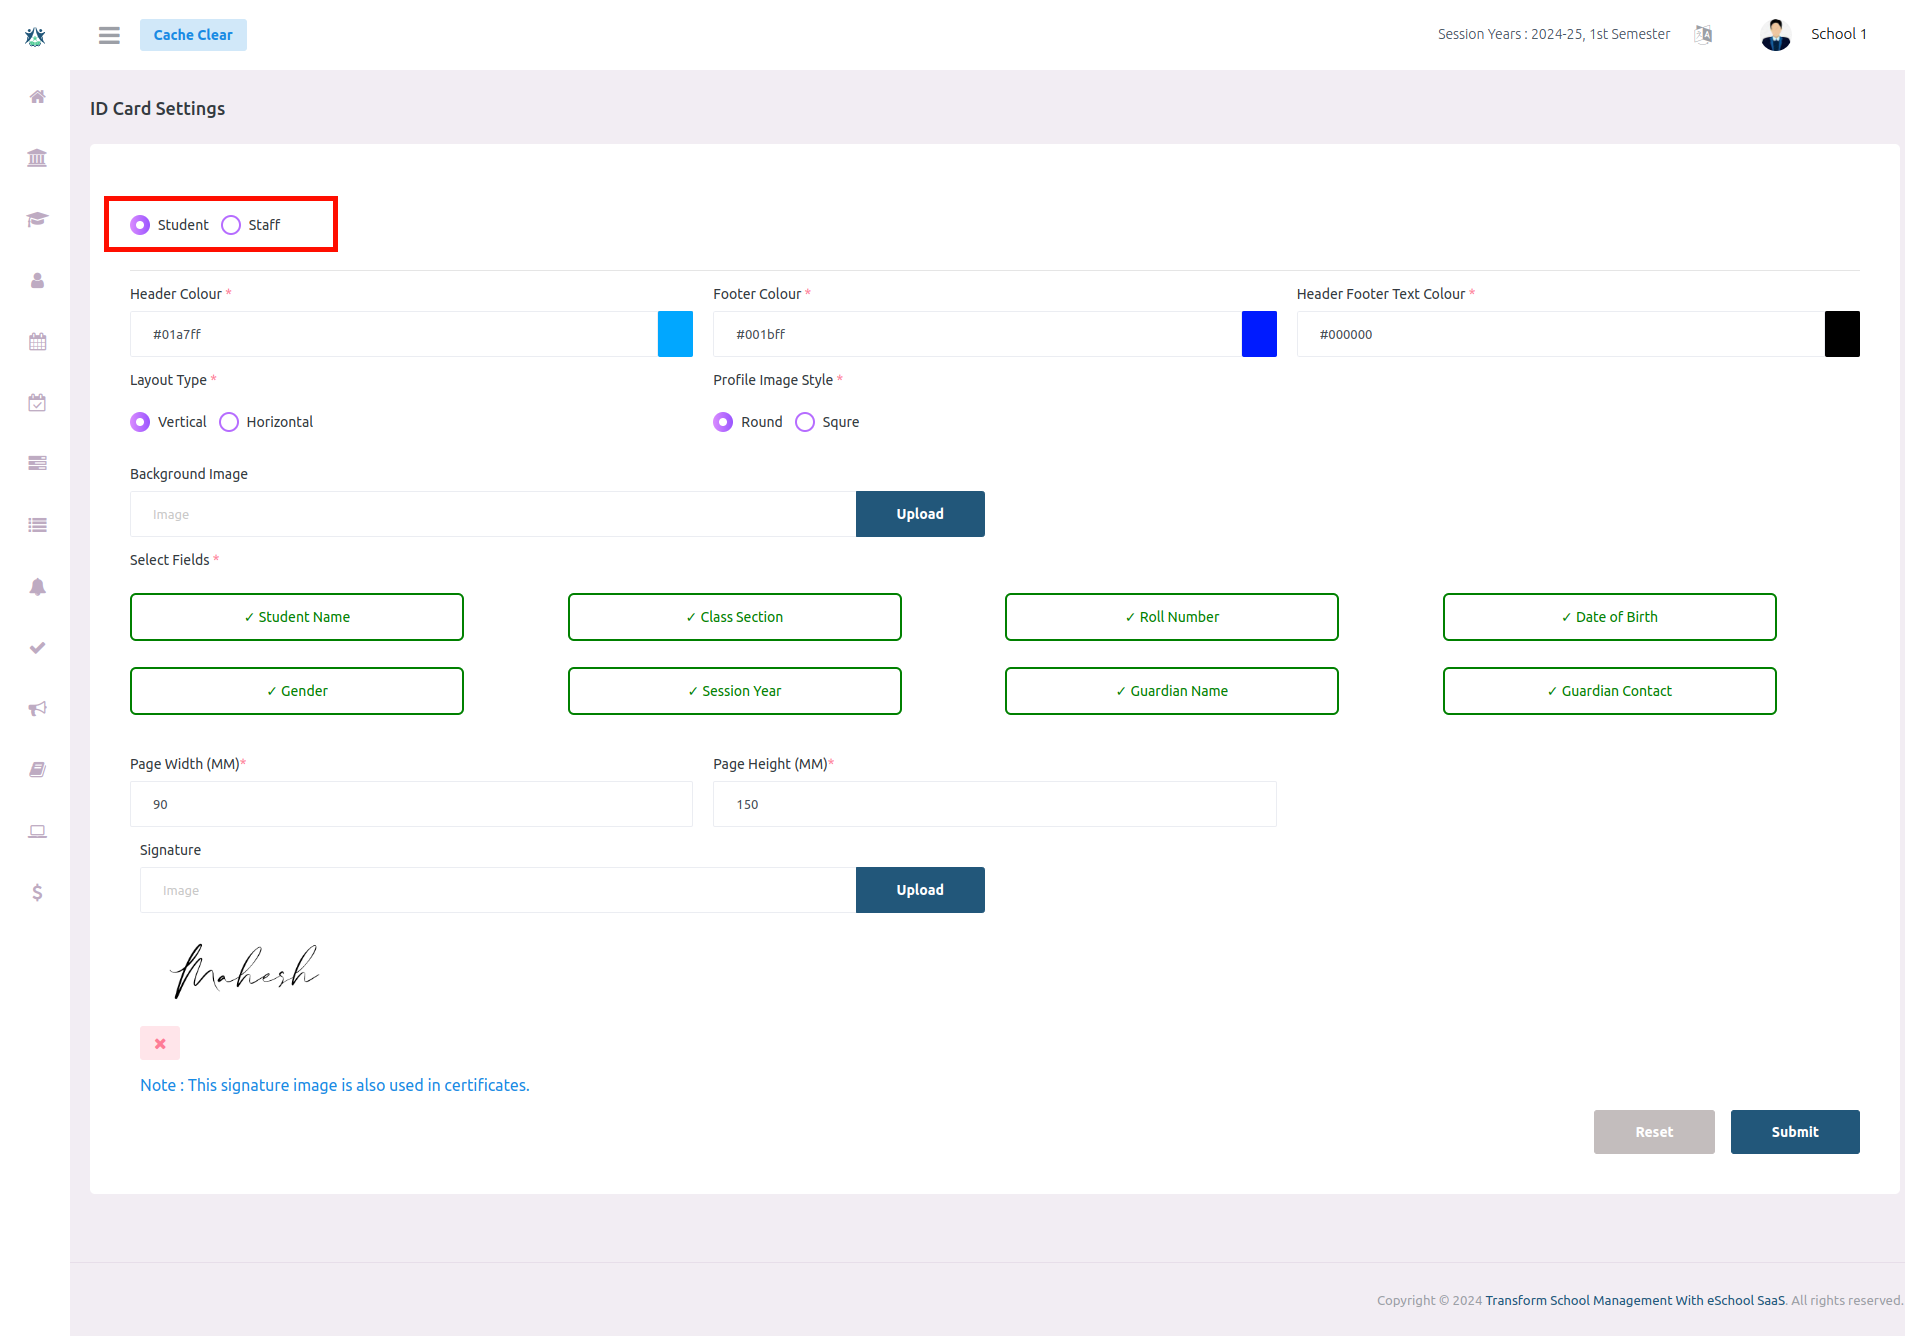 Cache Clear
Session Years : 2024-25, 1st Semester
School 1
ID Card Settings
Student Staff
Header Colour * Footer Colour * Header Footer Text Colour *
#01a7ff #001bff #000000
Layout Type * Profile Image Style *
Vertical Horizontal Round Squre
Background Image
Image Upload
Select Fields *
✓ Student Name ✓ Class Section ✓ Roll Number ✓ Date of Birth
✓ Gender ✓ Session Year ✓ Guardian Name ✓ Guardian Contact
Page Width (MM)* Page Height (MM)*
90 150
Signature
Image Upload
Mahesh
Note : This signature image is also used in certificates.
Reset Submit
Copyright © 2024 Transform School Management With eSchool SaaS. All rights reserved.